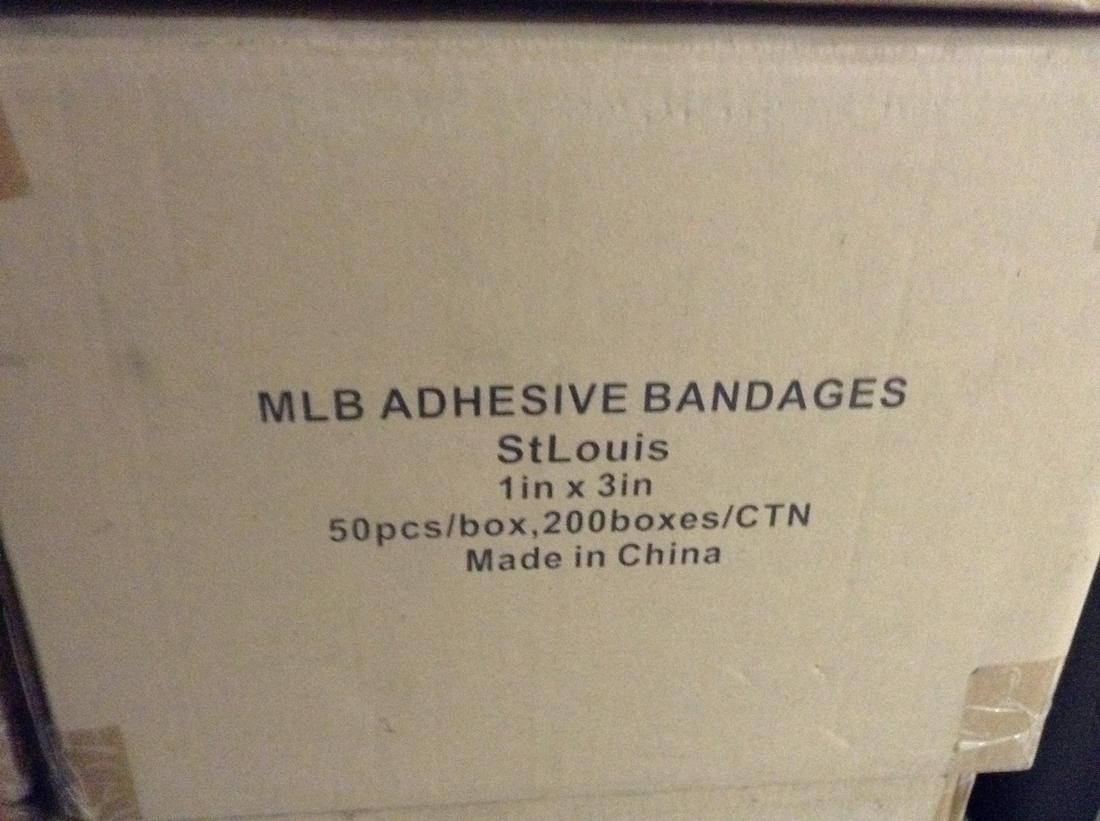 MLB ADHESIVE BANDAGES
StLouis
1in x 3in
50pcs/box,200boxes/CTN
Made in China